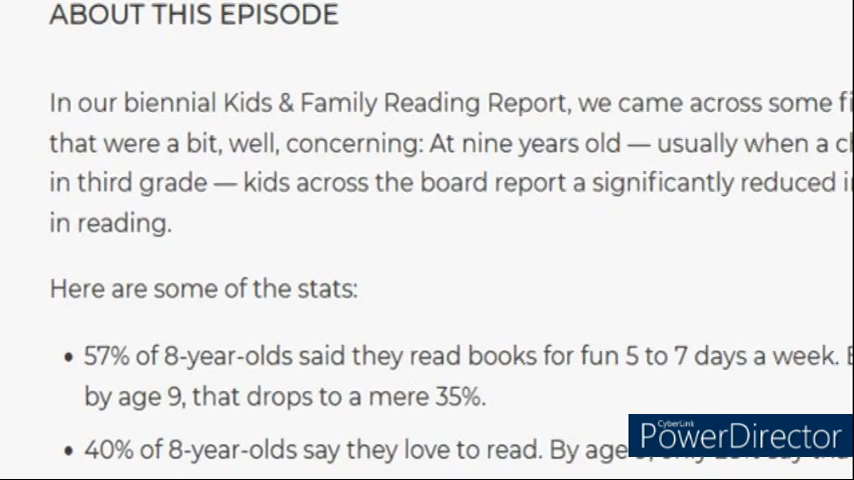 ABOUT THIS EPISODE
In our biennial Kids & Family Reading Report, we came across some
that were a bit, well, concerning: At nine years old — usually when a
in third grade — kids across the board report a significantly reduced
in reading.
Here are some of the stats:
• 57% of 8-year-olds said they read books for fun 5 to 7 days a week.
by age 9, that drops to a mere 35%.
• 40% of 8-year-olds say they love to read. By age
CyberLink
PowerDirector